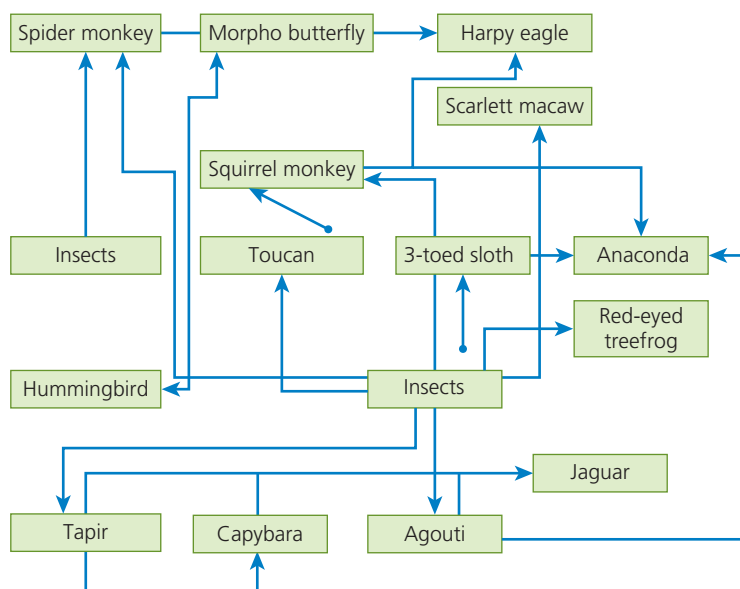 Spider monkey
Morpho butterfly
Harpy eagle
Scarlett macaw
Squirrel monkey
Insects
Toucan
3-toed sloth
Anaconda
Red-eyed
treefrog
Hummingbird
Insects
Jaguar
Tapir
Capybara
Agouti